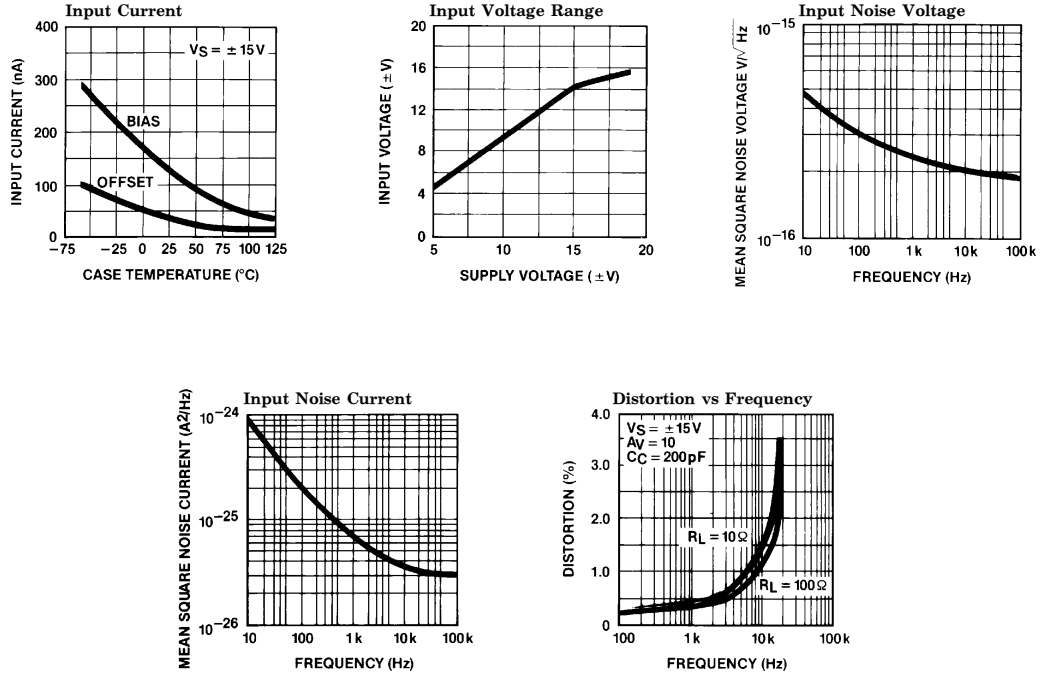 Input Current
400
300
200
100
0
INPUT CURRENT (nA)
VS = ±15V
BIAS
OFFSET
−75 −25 0 25 50 75 100 125
CASE TEMPERATURE (°C)
Input Voltage Range
20
16
12
8
4
0
INPUT VOLTAGE (±V)
5 10 15 20
SUPPLY VOLTAGE (±V)
Input Noise Voltage
10−15
10−16
MEAN SQUARE NOISE VOLTAGE V/√Hz
10 100 1k 10k 100k
FREQUENCY (Hz)
Input Noise Current
10−24
10−25
10−26
MEAN SQUARE NOISE CURRENT (A2/Hz)
10 100 1k 10k 100k
FREQUENCY (Hz)
Distortion vs Frequency
4.0
3.0
2.0
1.0
0
DISTORTION (%)
VS = ±15V
AV = 10
CC = 200pF
RL = 10Ω
RL = 100Ω
100 1k 10k 100k
FREQUENCY (Hz)